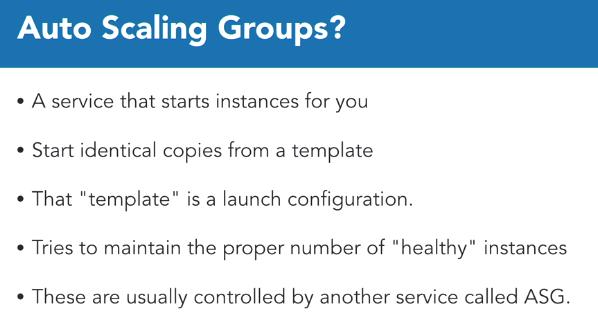 Auto Scaling Groups?
• A service that starts instances for you
• Start identical copies from a template
• That "template" is a launch configuration.
• Tries to maintain the proper number of "healthy" instances
• These are usually controlled by another service called ASG.